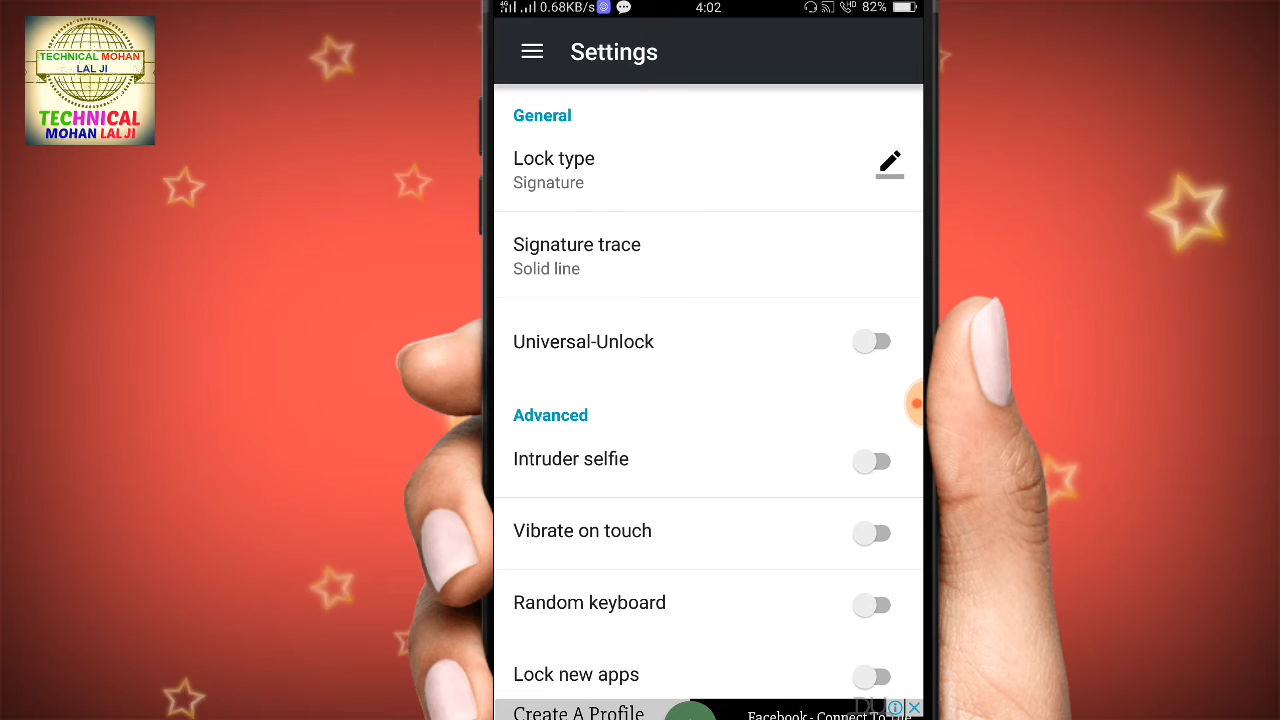 TECHNICAL MOHAN
LAL JI
TECHNICAL
MOHAN LAL JI
0.68KB/s
4:02
82%
Settings
General
Lock type
Signature
Signature trace
Solid line
Universal-Unlock
Advanced
Intruder selfie
Vibrate on touch
Random keyboard
Lock new apps
Create A Profile
Facebook - Connect To The